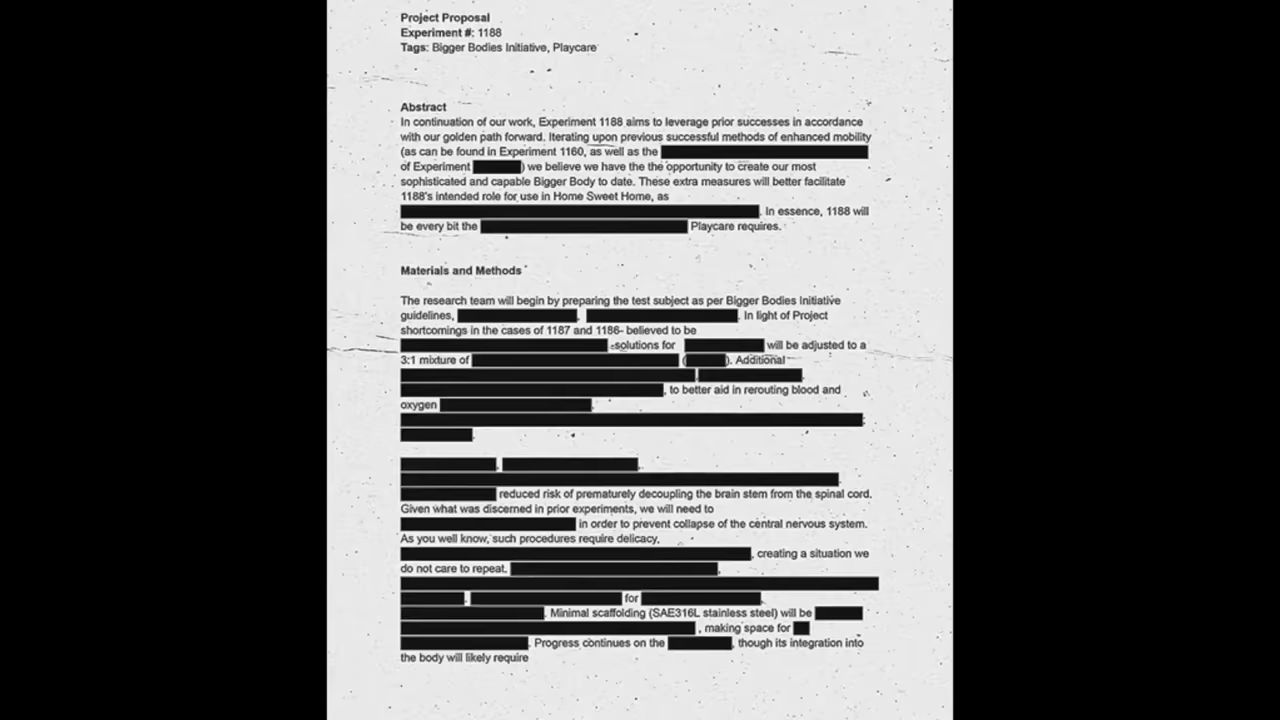 Project Proposal
Experiment #: 1188
Tags: Bigger Bodies Initiative, Playcare
Abstract
In continuation of our work, Experiment 1188 aims to leverage prior successes in accordance
with our golden path forward. Iterating upon previous successful methods of enhanced mobility
(as can be found in Experiment 1160, as well as the
of Experiment ) we believe we have the the opportunity to create our most
sophisticated and capable Bigger Body to date. These extra measures will better facilitate
1188's intended role for use in Home Sweet Home, as
. In essence, 1188 will
be every bit the Playcare requires.
Materials and Methods
The research team will begin by preparing the test subject as per Bigger Bodies Initiative
guidelines, , . In light of Project
shortcomings in the cases of 1187 and 1186- believed to be
-solutions for will be adjusted to a
3:1 mixture of ( ). Additional
, ,
, to better aid in rerouting blood and
oxygen ,
;
.
, ,
.
reduced risk of prematurely decoupling the brain stem from the spinal cord.
Given what was discerned in prior experiments, we will need to
in order to prevent collapse of the central nervous system.
As you well know, such procedures require delicacy,
, creating a situation we
do not care to repeat. ,
, for ,
. Minimal scaffolding (SAE316L stainless steel) will be
, making space for
. Progress continues on the , though its integration into
the body will likely require